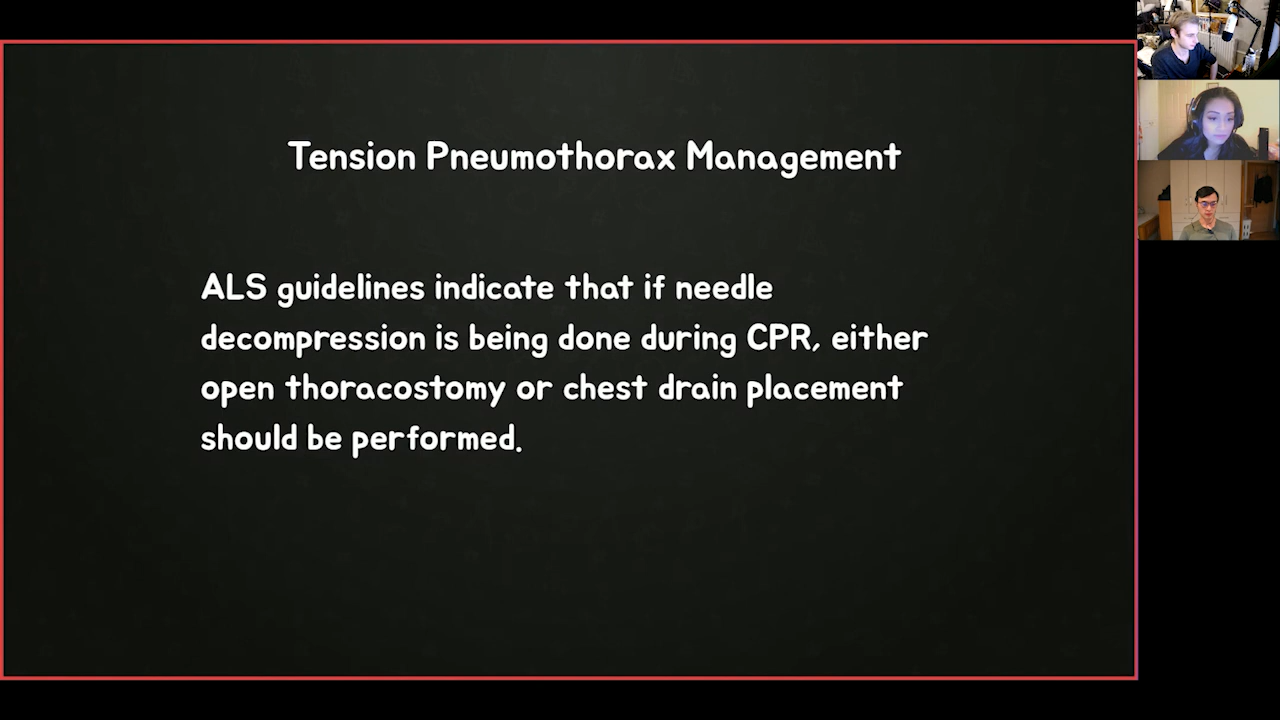 Tension Pneumothorax Management
ALS guidelines indicate that if needle
decompression is being done during CPR, either
open thoracostomy or chest drain placement
should be performed.